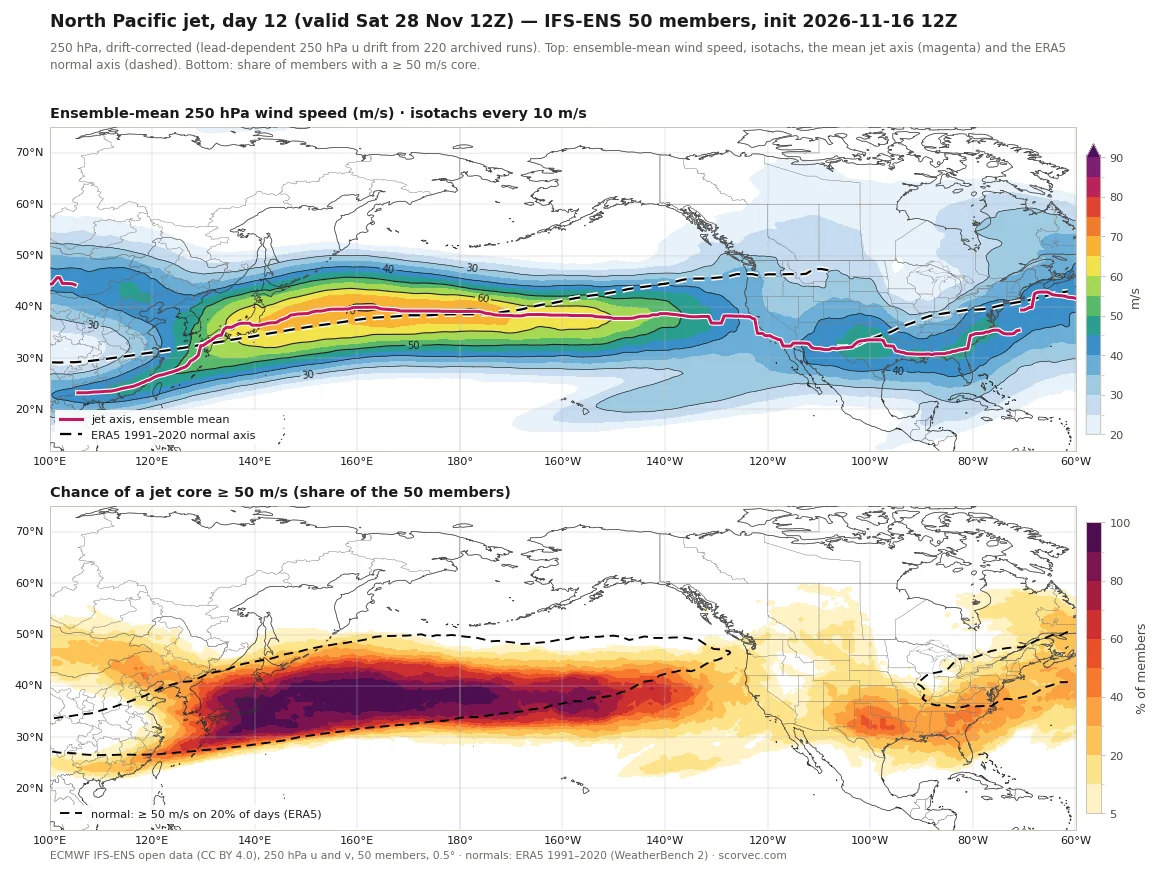 North Pacific jet, day 12 (valid Sat 28 Nov 12Z) — IFS-ENS 50 members, init 2026-11-16 12Z
250 hPa, drift-corrected (lead-dependent 250 hPa u drift from 220 archived runs). Top: ensemble-mean wind speed, isotachs, the mean jet axis (magenta) and the ERA5
normal axis (dashed). Bottom: share of members with a ≥ 50 m/s core.
Ensemble-mean 250 hPa wind speed (m/s) · isotachs every 10 m/s
70°N
60°N
50°N
40°N
30°N
20°N
30
40
30
60
50
30
40
jet axis, ensemble mean
ERA5 1991–2020 normal axis
100°E 120°E 140°E 160°E 180° 160°W 140°W 120°W 100°W 80°W 60°W
90
80
70
60
50
40
30
20
m/s
Chance of a jet core ≥ 50 m/s (share of the 50 members)
70°N
60°N
50°N
40°N
30°N
20°N
normal: ≥ 50 m/s on 20% of days (ERA5)
100°E 120°E 140°E 160°E 180° 160°W 140°W 120°W 100°W 80°W 60°W
100
80
60
40
20
5
% of members
ECMWF IFS-ENS open data (CC BY 4.0), 250 hPa u and v, 50 members, 0.5° · normals: ERA5 1991–2020 (WeatherBench 2) · scorvec.com